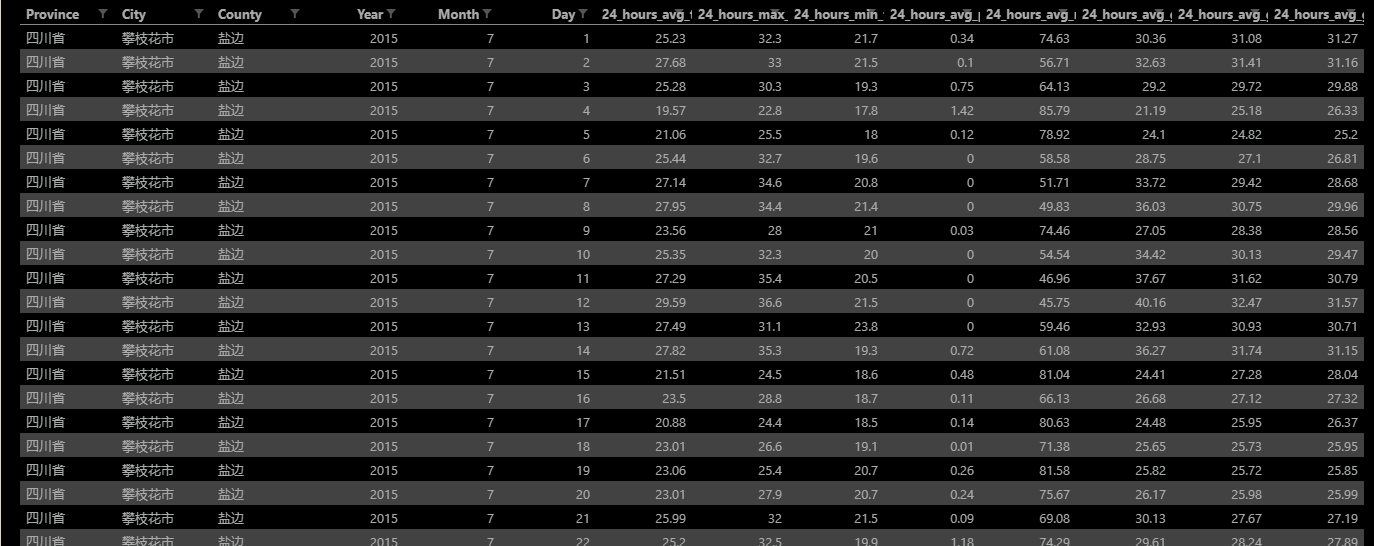 Province City County Year Month Day 24_hours_avg_t 24_hours_max_ 24_hours_min_ 24_hours_avg_p 24_hours_avg_r 24_hours_avg_g 24_hours_avg_g 24_hours_avg_g
四川省 攀枝花市 盐边 2015 7 1 25.23 32.3 21.7 0.34 74.63 30.36 31.08 31.27
四川省 攀枝花市 盐边 2015 7 2 27.68 33 21.5 0.1 56.71 32.63 31.41 31.16
四川省 攀枝花市 盐边 2015 7 3 25.28 30.3 19.3 0.75 64.13 29.2 29.72 29.88
四川省 攀枝花市 盐边 2015 7 4 19.57 22.8 17.8 1.42 85.79 21.19 25.18 26.33
四川省 攀枝花市 盐边 2015 7 5 21.06 25.5 18 0.12 78.92 24.1 24.82 25.2
四川省 攀枝花市 盐边 2015 7 6 25.44 32.7 19.6 0 58.58 28.75 27.1 26.81
四川省 攀枝花市 盐边 2015 7 7 27.14 34.6 20.8 0 51.71 33.72 29.42 28.68
四川省 攀枝花市 盐边 2015 7 8 27.95 34.4 21.4 0 49.83 36.03 30.75 29.96
四川省 攀枝花市 盐边 2015 7 9 23.56 28 21 0.03 74.46 27.05 28.38 28.56
四川省 攀枝花市 盐边 2015 7 10 25.35 32.3 20 0 54.54 34.42 30.13 29.47
四川省 攀枝花市 盐边 2015 7 11 27.29 35.4 20.5 0 46.96 37.67 31.62 30.79
四川省 攀枝花市 盐边 2015 7 12 29.59 36.6 21.5 0 45.75 40.16 32.47 31.57
四川省 攀枝花市 盐边 2015 7 13 27.49 31.1 23.8 0 59.46 32.93 30.93 30.71
四川省 攀枝花市 盐边 2015 7 14 27.82 35.3 19.3 0.72 61.08 36.27 31.74 31.15
四川省 攀枝花市 盐边 2015 7 15 21.51 24.5 18.6 0.48 81.04 24.41 27.28 28.04
四川省 攀枝花市 盐边 2015 7 16 23.5 28.8 18.7 0.11 66.13 26.68 27.12 27.32
四川省 攀枝花市 盐边 2015 7 17 20.88 24.4 18.5 0.14 80.63 24.48 25.95 26.37
四川省 攀枝花市 盐边 2015 7 18 23.01 26.6 19.1 0.01 71.38 25.65 25.73 25.95
四川省 攀枝花市 盐边 2015 7 19 23.06 25.4 20.7 0.26 81.58 25.82 25.72 25.85
四川省 攀枝花市 盐边 2015 7 20 23.01 27.9 20.7 0.24 75.67 26.17 25.98 25.99
四川省 攀枝花市 盐边 2015 7 21 25.99 32 21.5 0.09 69.08 30.13 27.67 27.19
四川省 攀枝花市 盐边 2015 7 22 25.2 32.5 19.9 1.18 74.29 29.61 28.24 27.89